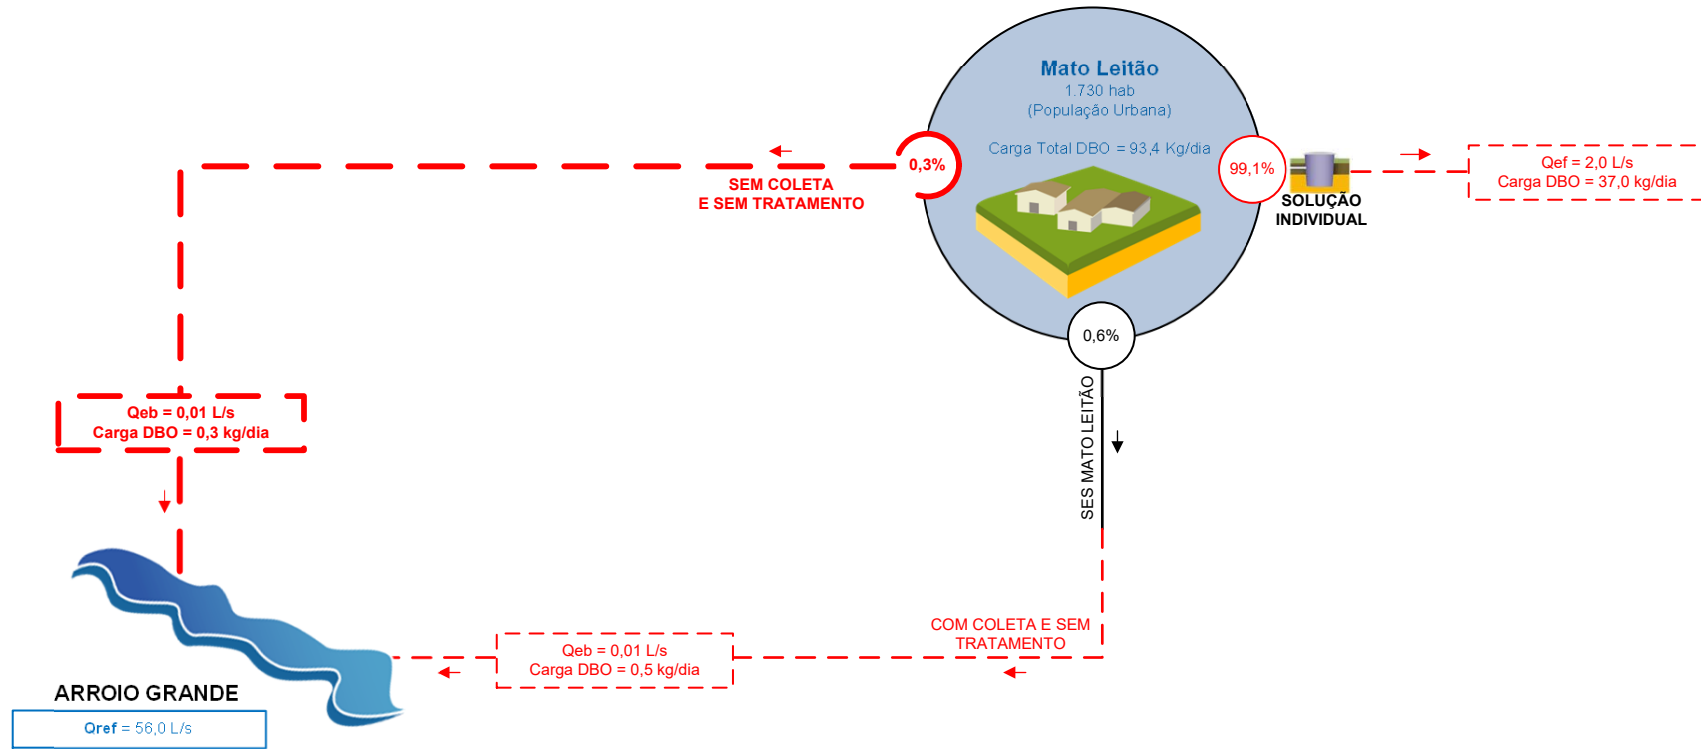 Mato Leitão
1.730 hab
(População Urbana)
Carga Total DBO = 93,4 Kg/dia
0,3%
99,1%
0,6%
SEM COLETA
E SEM TRATAMENTO
SOLUÇÃO
INDIVIDUAL
Qef = 2,0 L/s
Carga DBO = 37,0 kg/dia
Qeb = 0,01 L/s
Carga DBO = 0,3 kg/dia
SES MATO LEITÃO
COM COLETA E SEM
TRATAMENTO
Qeb = 0,01 L/s
Carga DBO = 0,5 kg/dia
ARROIO GRANDE
Qref = 56,0 L/s